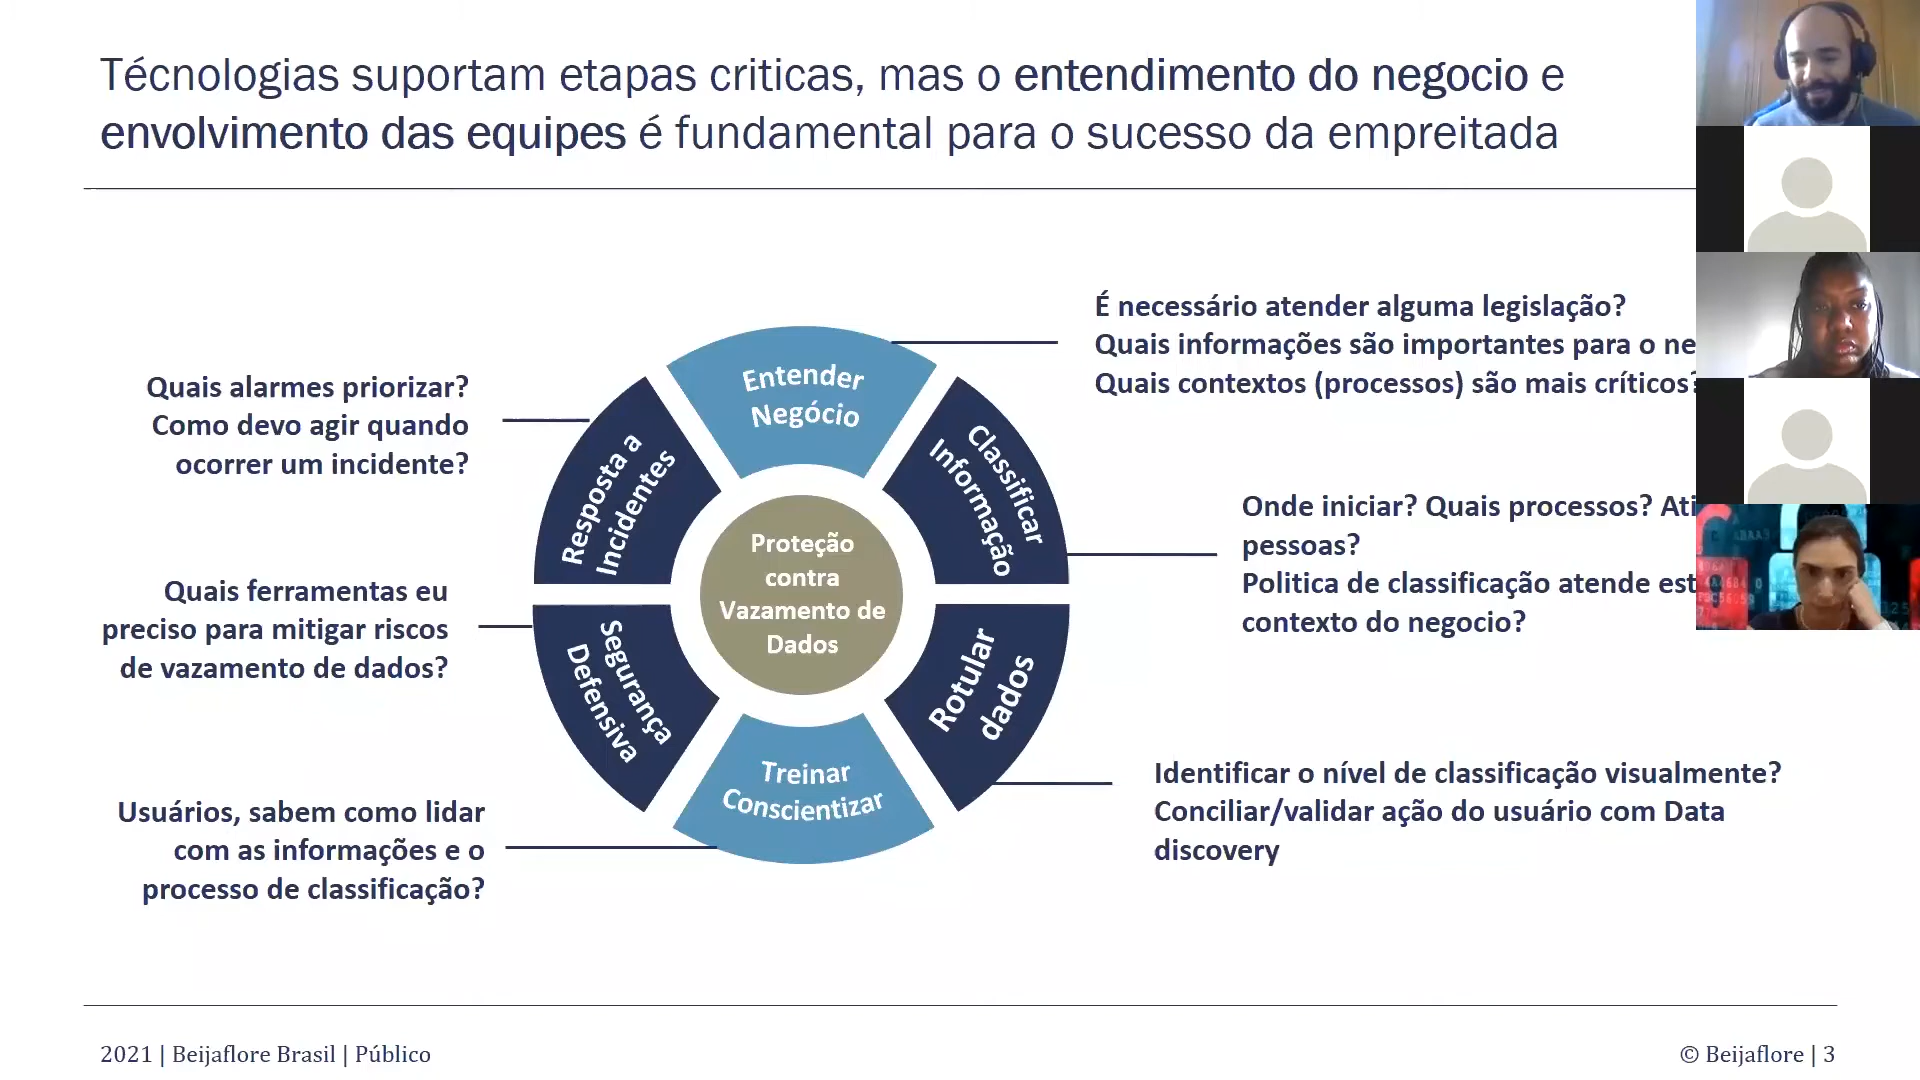 Técnologias suportam etapas criticas, mas o entendimento do negocio e
envolvimento das equipes é fundamental para o sucesso da empreitada
É necessário atender alguma legislação?
Quais informações são importantes para o ne
Quais contextos (processos) são mais críticos?
Quais alarmes priorizar?
Como devo agir quando
ocorrer um incidente?
Entender
Negócio
Classificar
Informação
Resposta a
Incidentes
Onde iniciar? Quais processos? Ati
pessoas?
Politica de classificação atende est
contexto do negocio?
Proteção
contra
Vazamento de
Dados
Quais ferramentas eu
preciso para mitigar riscos
de vazamento de dados?
Segurança
Defensiva
Rotular
dados
Treinar
Conscientizar
Identificar o nível de classificação visualmente?
Conciliar/validar ação do usuário com Data
discovery
Usuários, sabem como lidar
com as informações e o
processo de classificação?
2021 | Beijaflore Brasil | Público
© Beijaflore | 3